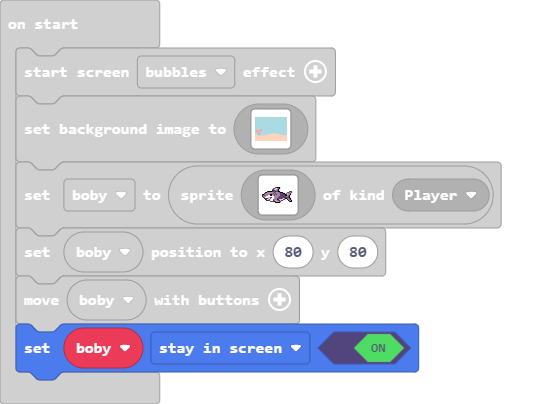 on start
start screen bubbles effect
set background image to
set boby to sprite of kind Player
set boby position to x 80 y 80
move boby with buttons
set boby stay in screen ON